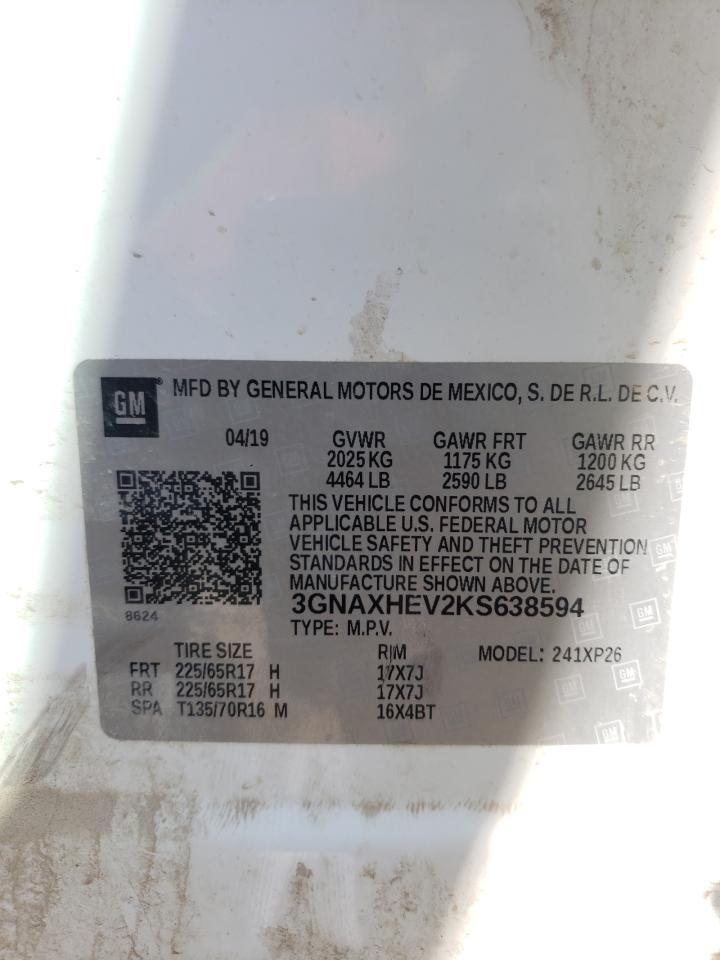 GM ® MFD BY GENERAL MOTORS DE MEXICO, S. DE R.L. DE C.V.
04/19 GVWR GAWR FRT GAWR RR
2025 KG 1175 KG 1200 KG
4464 LB 2590 LB 2645 LB
THIS VEHICLE CONFORMS TO ALL
APPLICABLE U.S. FEDERAL MOTOR
VEHICLE SAFETY AND THEFT PREVENTION
STANDARDS IN EFFECT ON THE DATE OF
MANUFACTURE SHOWN ABOVE.
8624 3GNAXHEV2KS638594
TYPE: M.P.V.
TIRE SIZE RIM MODEL: 241XP26
FRT 225/65R17 H 17X7J
RR 225/65R17 H 17X7J
SPA T135/70R16 M 16X4BT